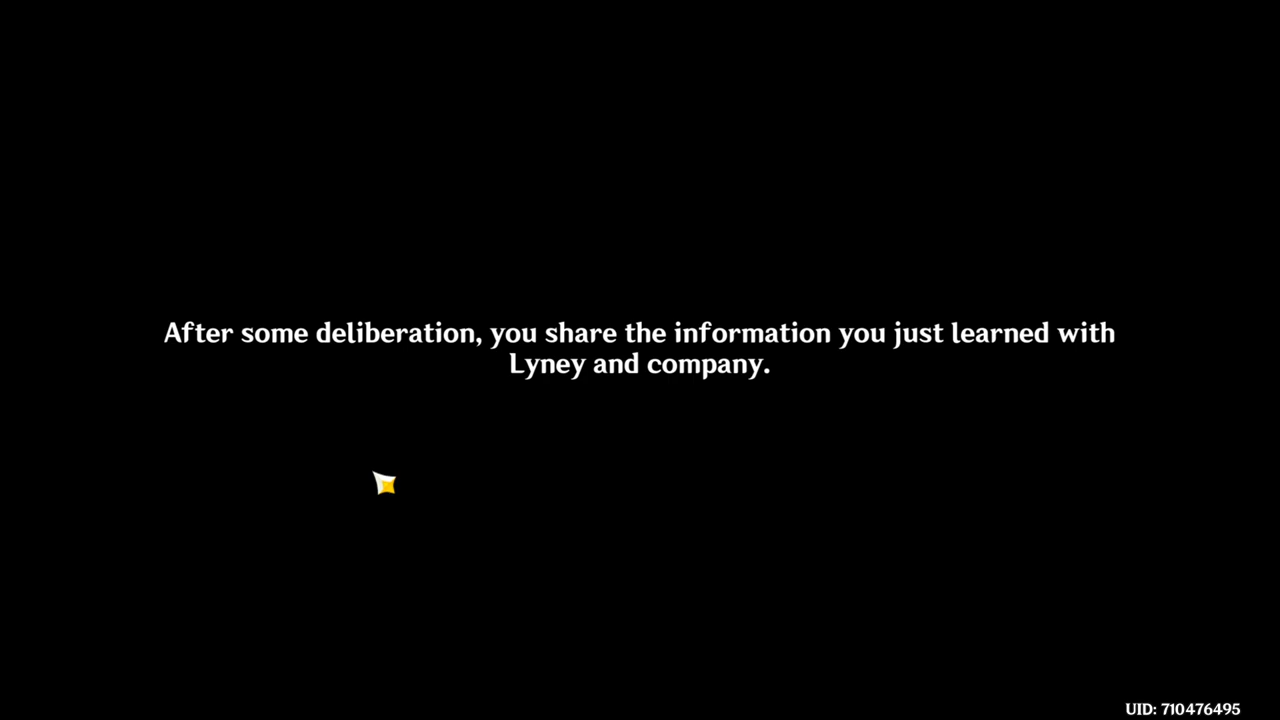 After some deliberation, you share the information you just learned with
Lyney and company.
UID: 710476495